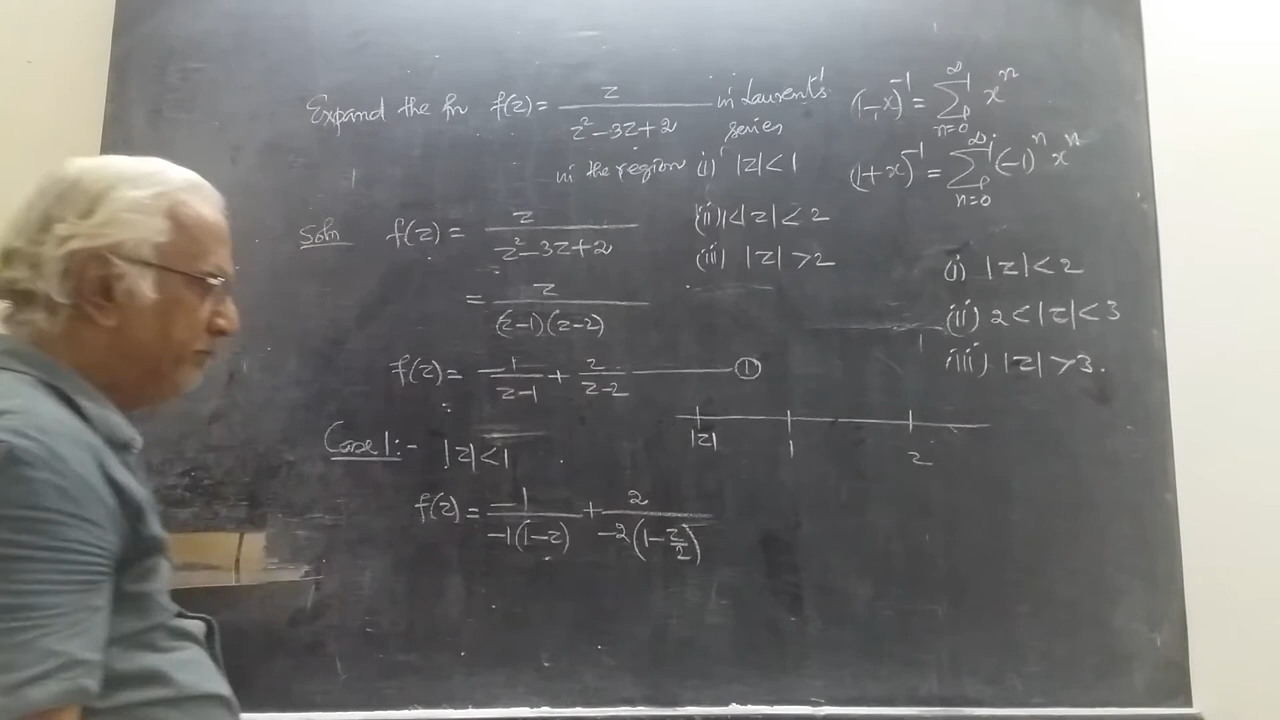 Expand the fn f(z) = z / (z² − 3z + 2) in Laurent's series
in the region (i) |z| < 1
(ii) 1 < |z| < 2
(iii) |z| > 2
(1−x)⁻¹ = ∑_{n=0}^{∞} xⁿ
(1+x)⁻¹ = ∑_{n=0}^{∞} (−1)ⁿ xⁿ
Soln f(z) = z / (z² − 3z + 2)
= z / (z−1)(z−2)
f(z) = −1/(z−1) + 2/(z−2) —— ①
(i) |z| < 2
(ii) 2 < |z| < 3
(iii) |z| > 3.
|z| 1 2
Case 1:- |z| < 1
f(z) = −1 / −1(1−z) + 2 / −2(1−z/2)